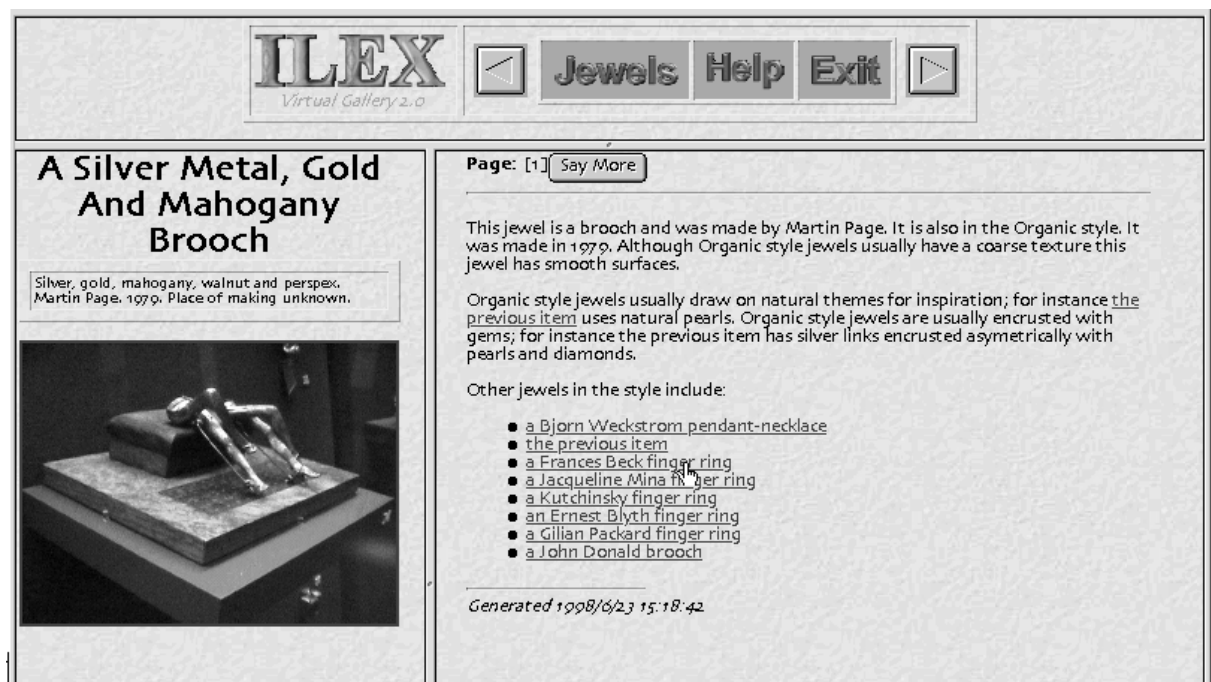 ILEX
Virtual Gallery 2.0
Jewels Help Exit
A Silver Metal, Gold
And Mahogany
Brooch
Silver, gold, mahogany, walnut and perspex.
Martin Page. 1979. Place of making unknown.
Page: [1] Say More
This jewel is a brooch and was made by Martin Page. It is also in the Organic style. It
was made in 1979. Although Organic style jewels usually have a coarse texture this
jewel has smooth surfaces.
Organic style jewels usually draw on natural themes for inspiration; for instance the
previous item uses natural pearls. Organic style jewels are usually encrusted with
gems; for instance the previous item has silver links encrusted asymetrically with
pearls and diamonds.
Other jewels in the style include:
a Bjorn Weckstrom pendant-necklace
the previous item
a Frances Beck finger ring
a Jacqueline Mina finger ring
a Kutchinsky finger ring
an Ernest Blyth finger ring
a Gilian Packard finger ring
a John Donald brooch
Generated 1998/6/23 15:18:42